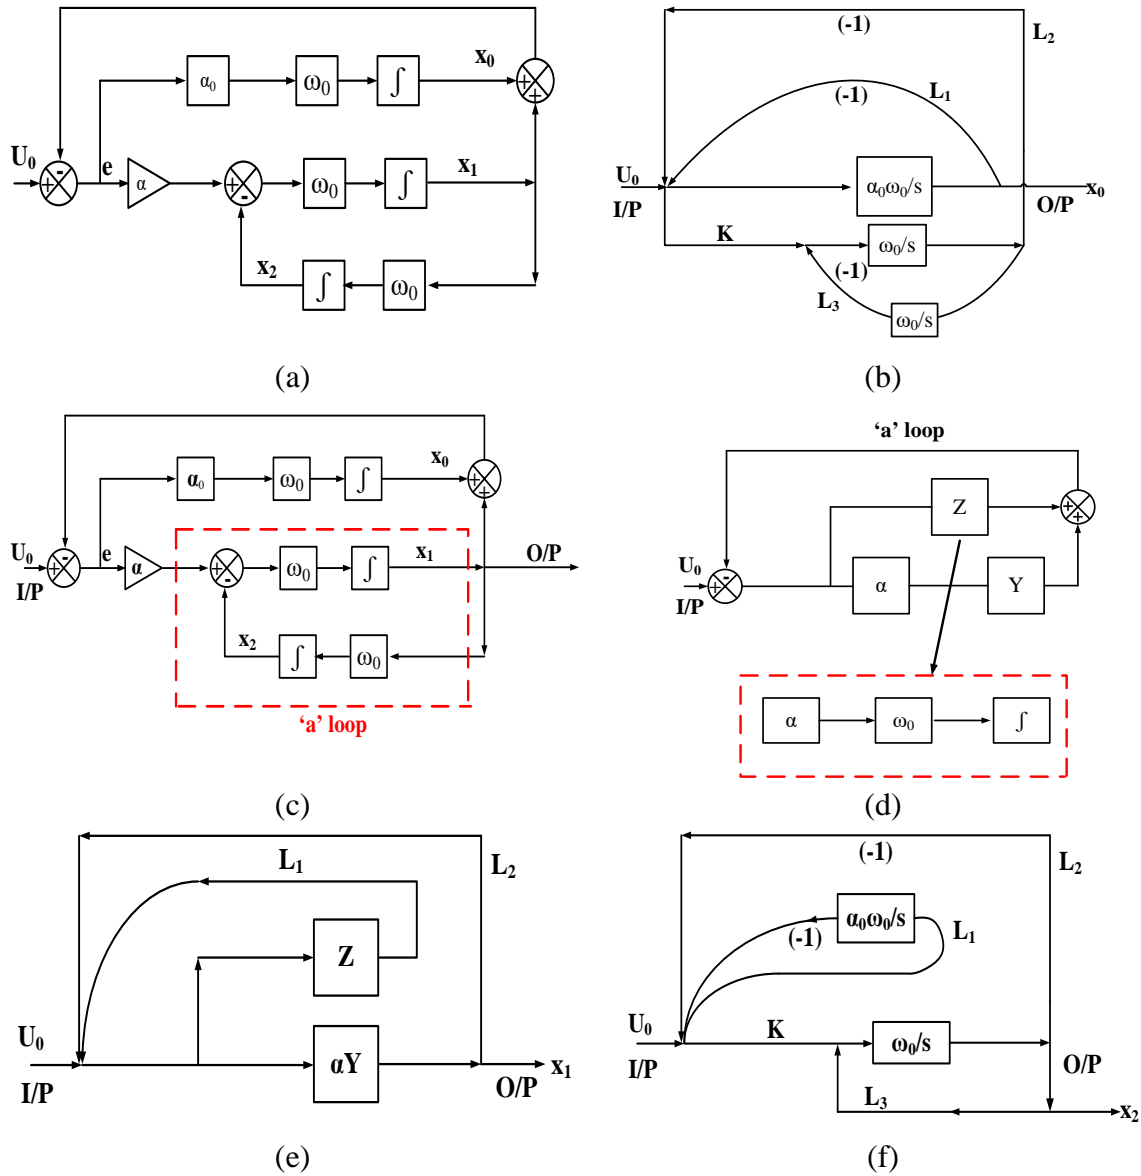 (-1)
L₂
x₀
α₀ ω₀ ∫ + +
(-1) L₁
U₀ - e α - ω₀ ∫ x₁
U₀ α₀ω₀/s x₀
I/P O/P
K ω₀/s
(-1)
x₂ ∫ ω₀
L₃ ω₀/s
(a) (b)
'a' loop
x₀
α₀ ω₀ ∫ + +
Z + +
U₀ - e α - ω₀ ∫ x₁ O/P
I/P
U₀ - α Y
I/P
x₂ ∫ ω₀
'a' loop
α ω₀ ∫
(c) (d)
L₁ L₂
Z
U₀ αY x₁
I/P O/P
(-1) L₂
α₀ω₀/s
(-1) L₁
U₀ K ω₀/s
I/P O/P
L₃ x₂
(e) (f)